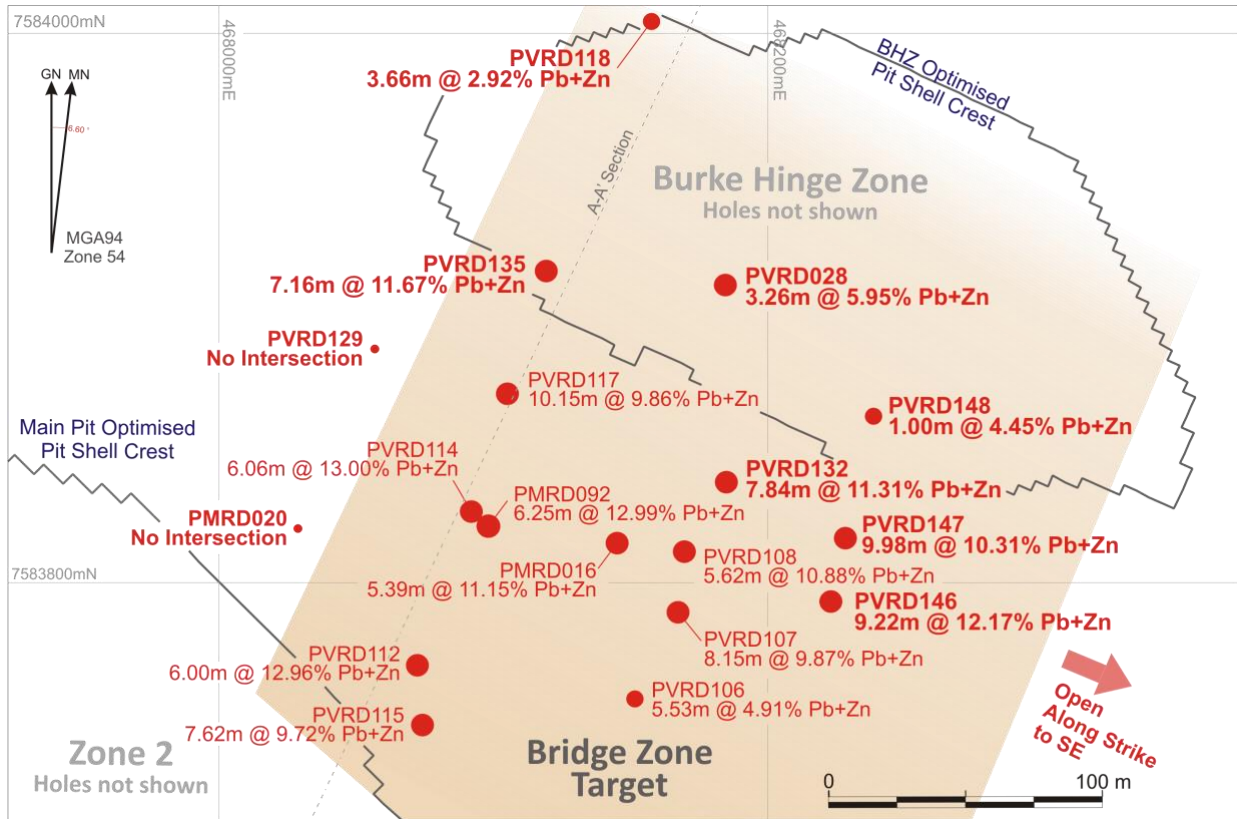 7584000mN
468000mE
468200mE
GN MN
6.60 °
MGA94
Zone 54
PVRD118
3.66m @ 2.92% Pb+Zn
BHZ Optimised
Pit Shell Crest
A-A' Section
Burke Hinge Zone
Holes not shown
PVRD135
7.16m @ 11.67% Pb+Zn
PVRD028
3.26m @ 5.95% Pb+Zn
PVRD129
No Intersection
PVRD117
10.15m @ 9.86% Pb+Zn
PVRD148
1.00m @ 4.45% Pb+Zn
Main Pit Optimised
Pit Shell Crest
PVRD114
6.06m @ 13.00% Pb+Zn
PVRD132
7.84m @ 11.31% Pb+Zn
PMRD092
6.25m @ 12.99% Pb+Zn
PMRD020
No Intersection
PVRD147
9.98m @ 10.31% Pb+Zn
PMRD016
5.39m @ 11.15% Pb+Zn
PVRD108
5.62m @ 10.88% Pb+Zn
7583800mN
PVRD146
9.22m @ 12.17% Pb+Zn
PVRD107
8.15m @ 9.87% Pb+Zn
PVRD112
6.00m @ 12.96% Pb+Zn
PVRD106
5.53m @ 4.91% Pb+Zn
PVRD115
7.62m @ 9.72% Pb+Zn
Open
Along Strike
to SE
Zone 2
Holes not shown
Bridge Zone
Target
0 100 m